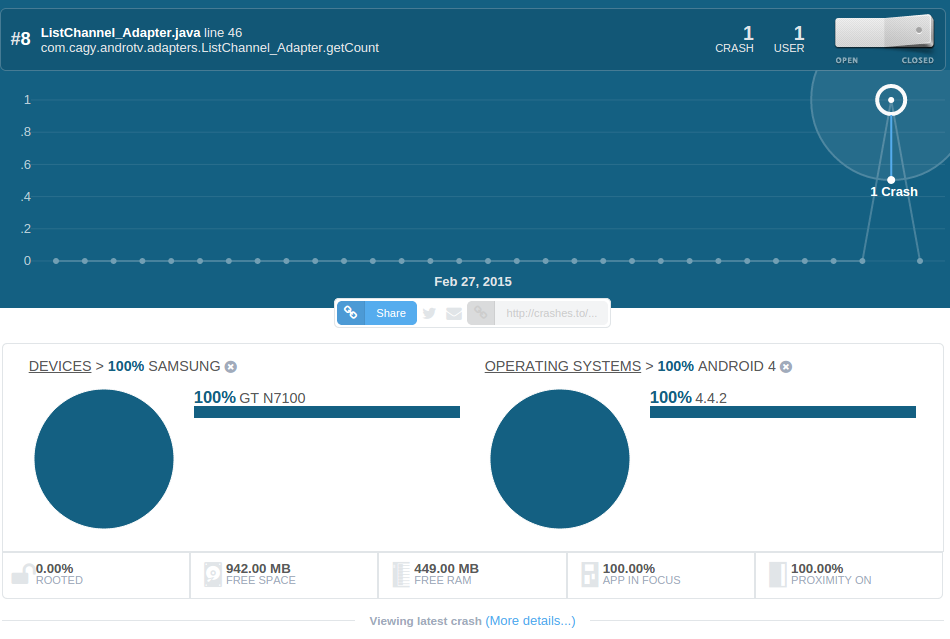 #8
ListChannel_Adapter.java line 46
com.cagy.androtv.adapters.ListChannel_Adapter.getCount
1
CRASH
1
USER
OPEN CLOSED
1
.8
.6
.4
.2
0
1 Crash
Feb 27, 2015
Share
http://crashes.to/...
DEVICES > 100% SAMSUNG
100% GT N7100
OPERATING SYSTEMS > 100% ANDROID 4
100% 4.4.2
0.00%
ROOTED
942.00 MB
FREE SPACE
449.00 MB
FREE RAM
100.00%
APP IN FOCUS
100.00%
PROXIMITY ON
Viewing latest crash (More details...)